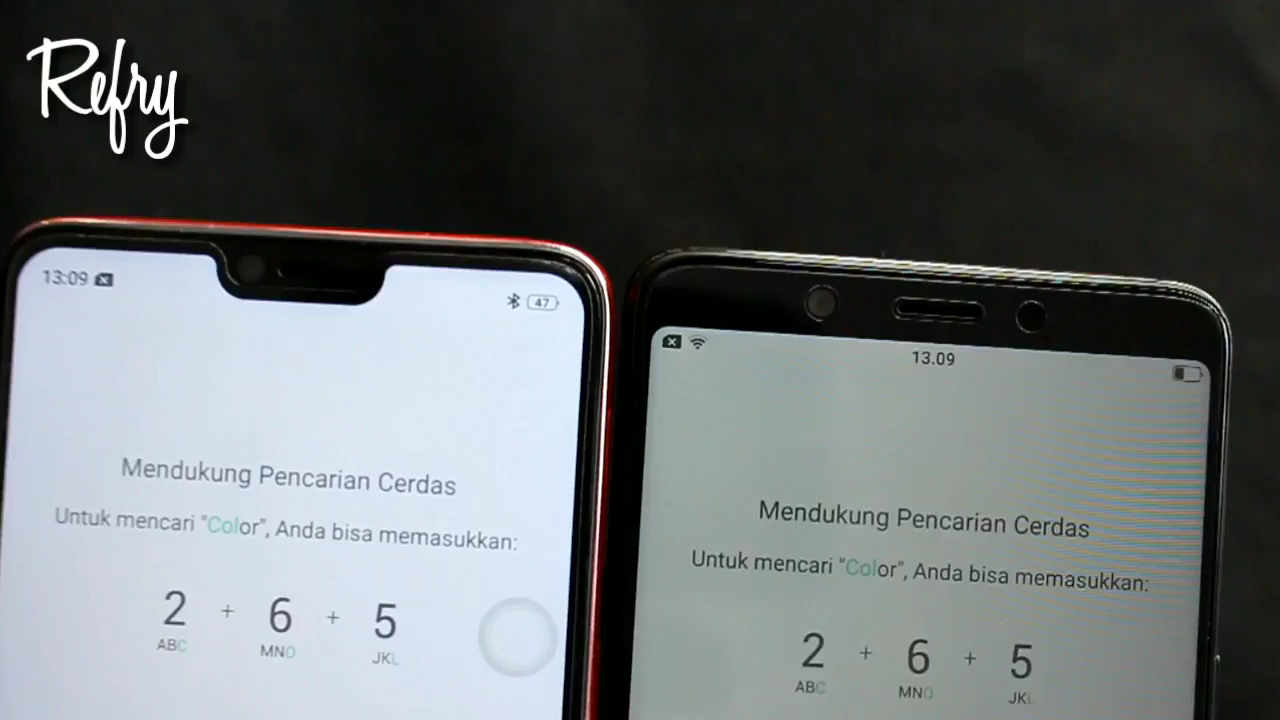 Refry
13:09
47
Mendukung Pencarian Cerdas
Untuk mencari "Color", Anda bisa memasukkan:
2 + 6 + 5
ABC MNO JKL
13.09
Mendukung Pencarian Cerdas
Untuk mencari "Color", Anda bisa memasukkan:
2 + 6 + 5
ABC MNO JKL